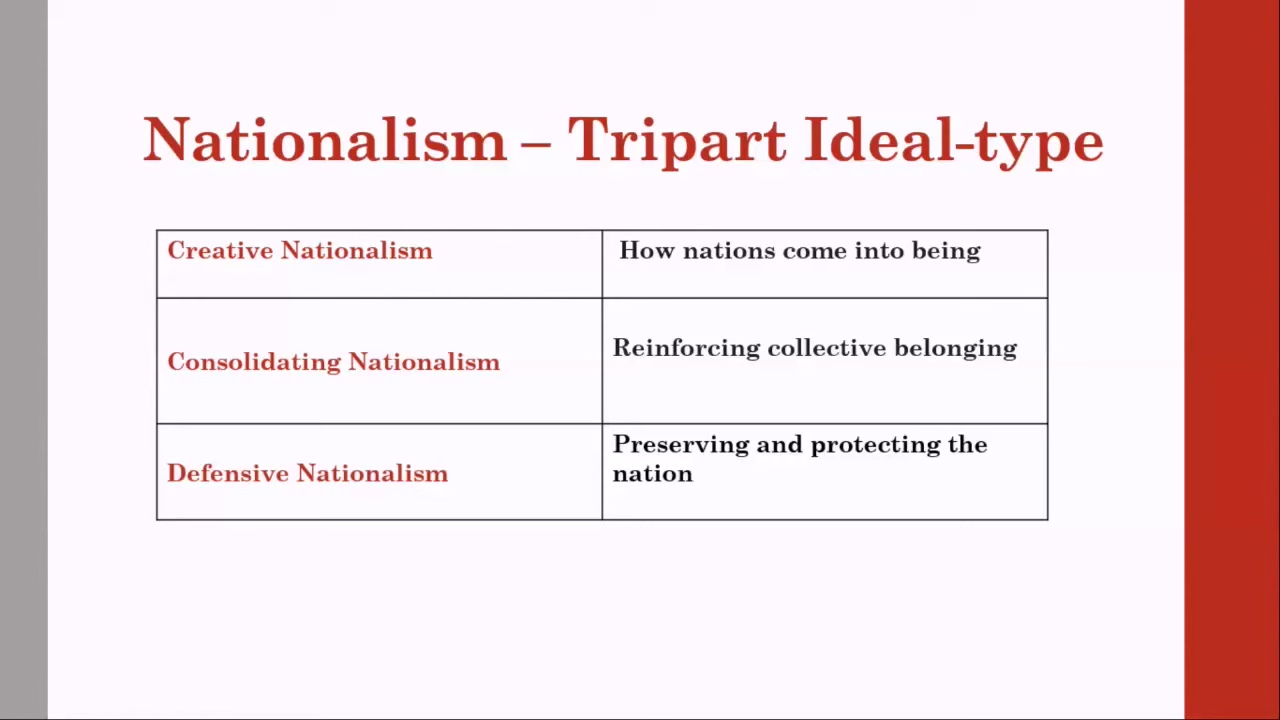 Nationalism – Tripart Ideal-type
Creative Nationalism
How nations come into being
Consolidating Nationalism
Reinforcing collective belonging
Defensive Nationalism
Preserving and protecting the
nation